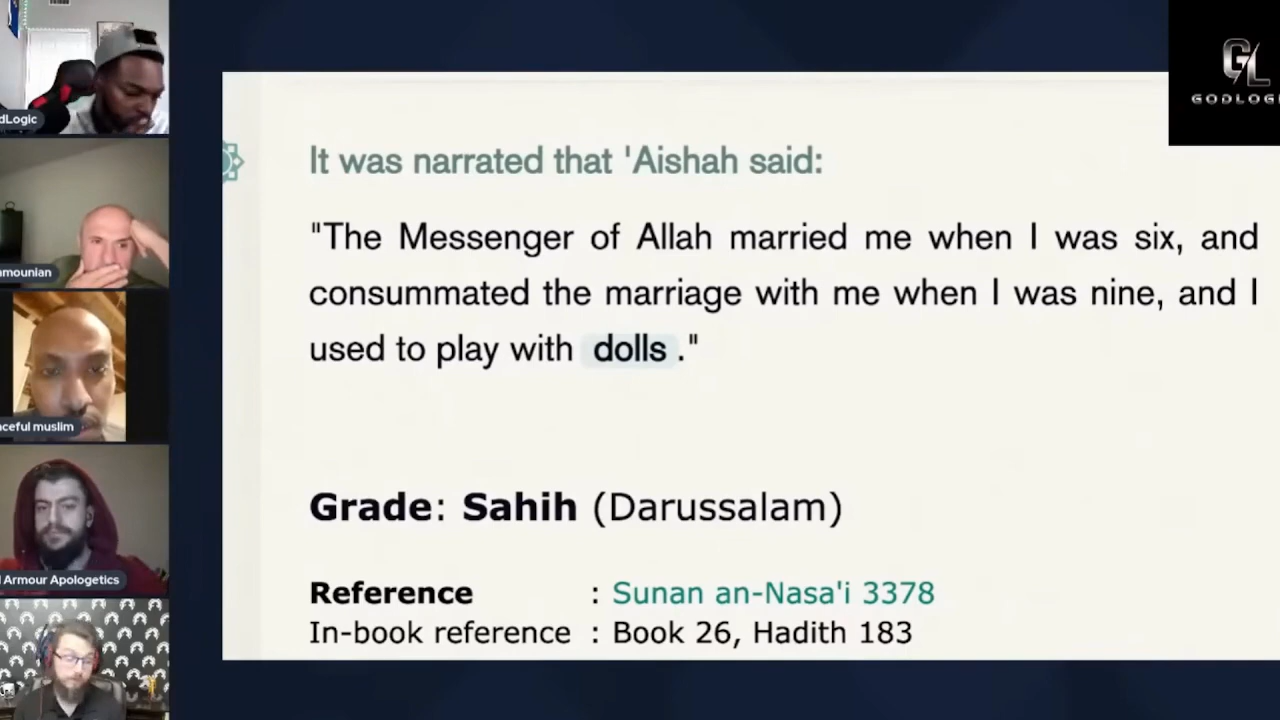 dLogic
GL
GODLOGI
It was narrated that 'Aishah said:
"The Messenger of Allah married me when I was six, and
consummated the marriage with me when I was nine, and I
used to play with dolls ."
amounian
aceful muslim
Grade: Sahih (Darussalam)
l Armour Apologetics
Reference : Sunan an-Nasa'i 3378
In-book reference : Book 26, Hadith 183